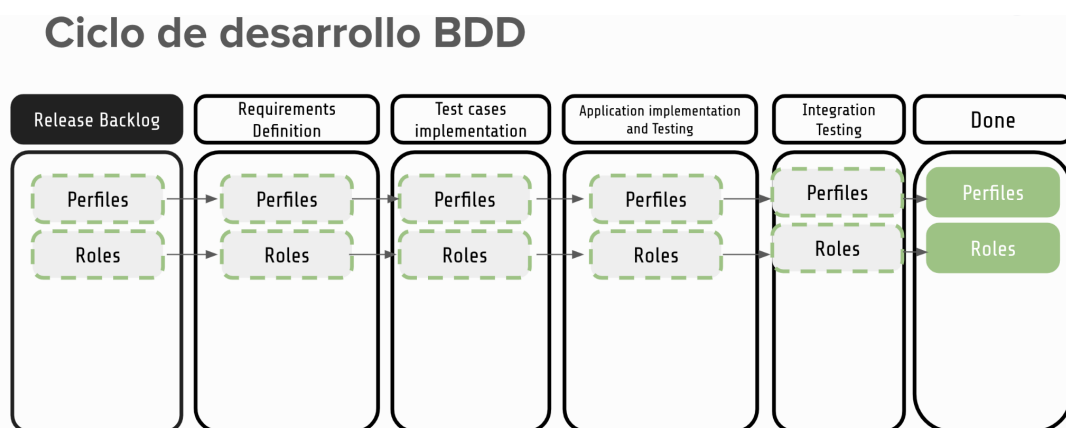 Ciclo de desarrollo BDD
Release Backlog
Requirements
Definition
Test cases
implementation
Application implementation
and Testing
Integration
Testing
Done
Perfiles
Perfiles
Perfiles
Perfiles
Perfiles
Perfiles
Roles
Roles
Roles
Roles
Roles
Roles